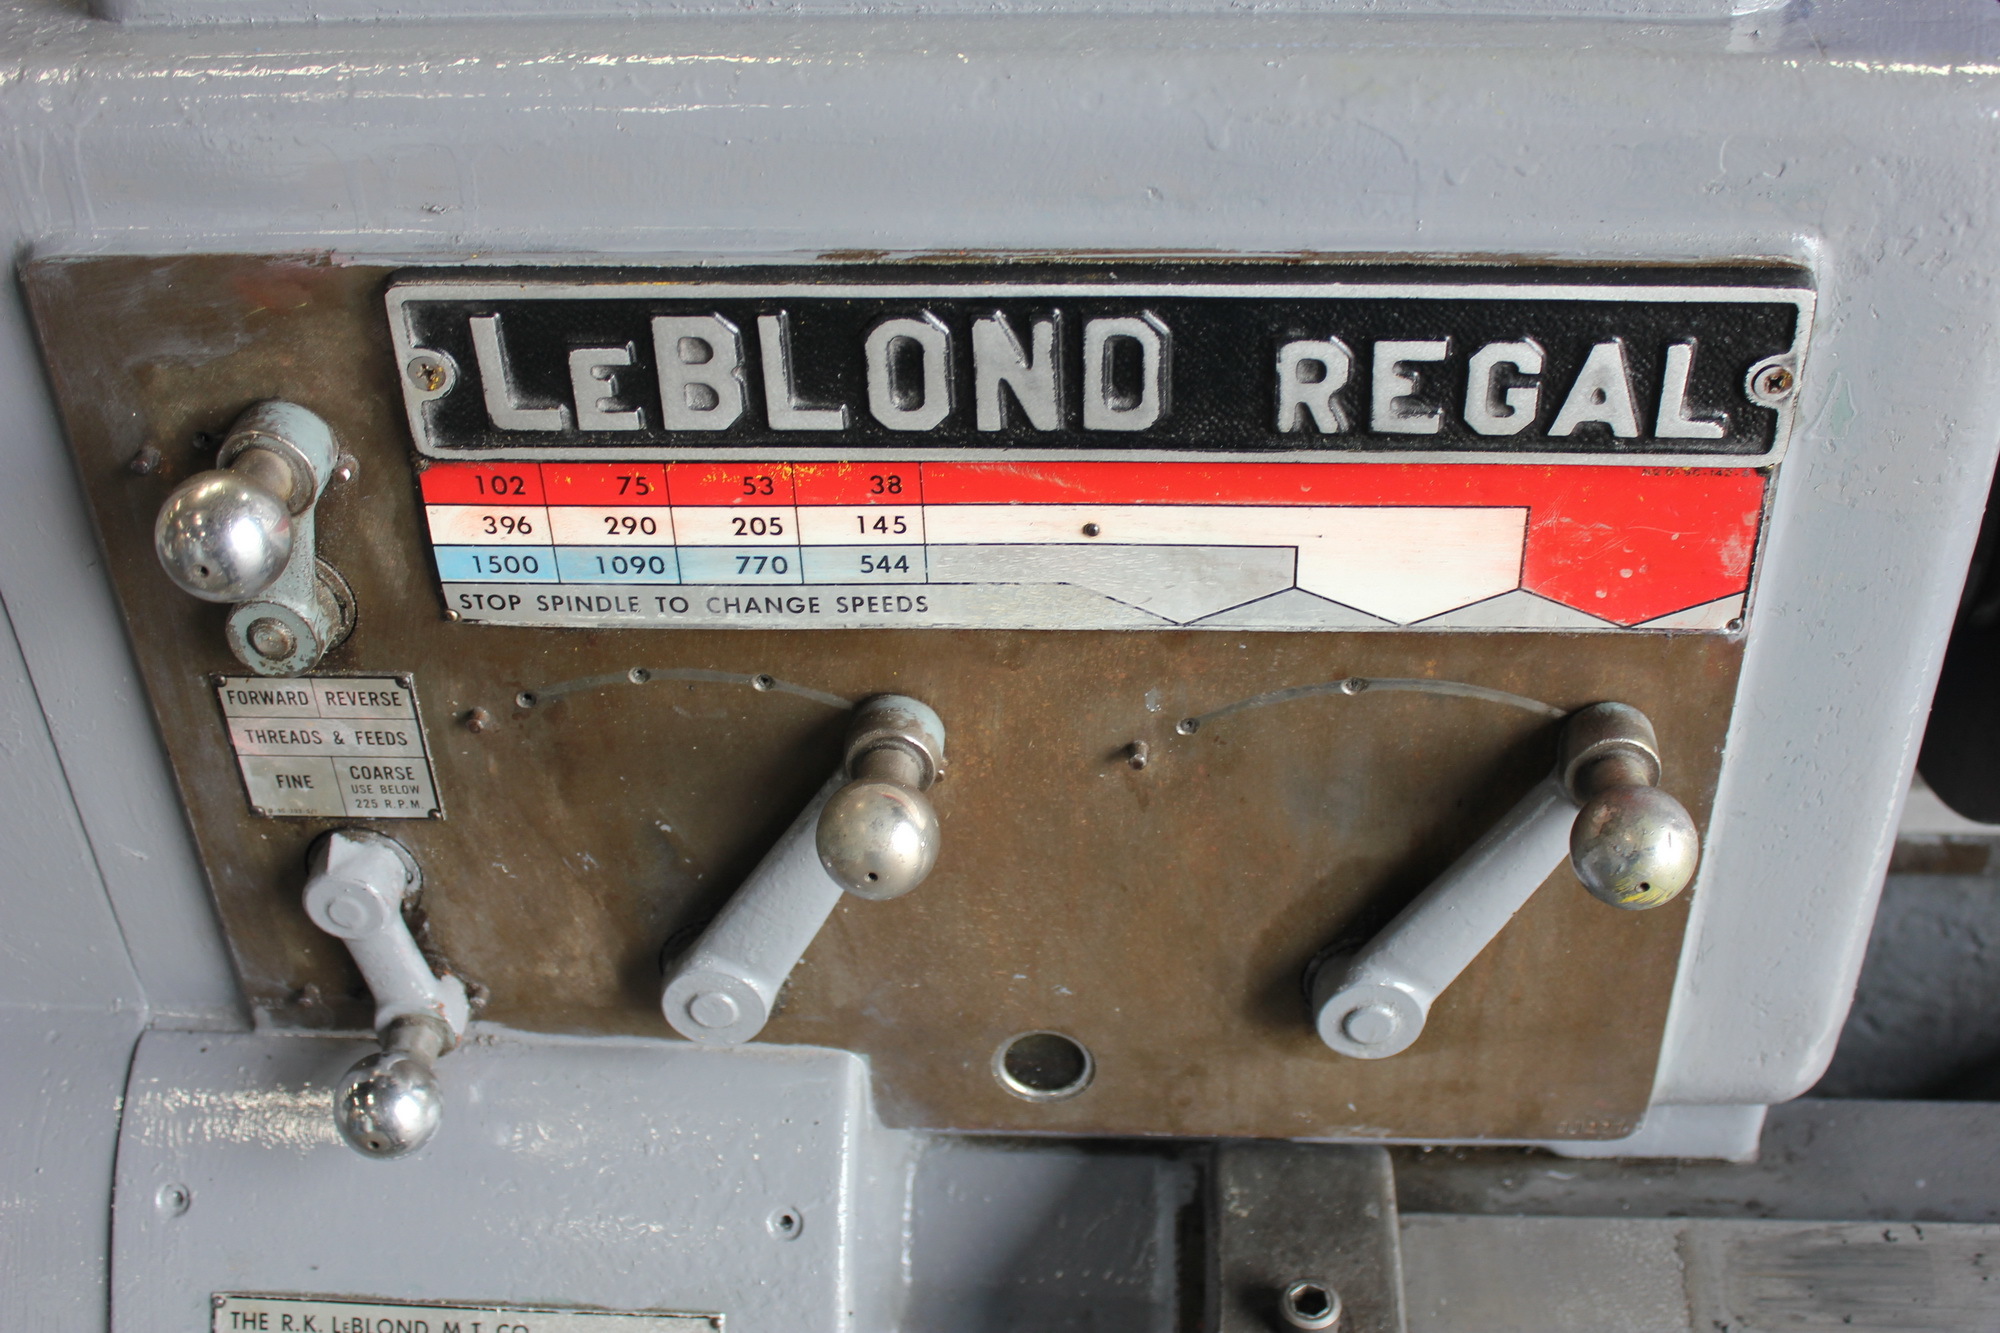 LEBLOND REGAL
102 75 53 38
396 290 205 145
1500 1090 770 544
STOP SPINDLE TO CHANGE SPEEDS
FORWARD REVERSE
THREADS & FEEDS
FINE COARSE
USE BELOW
225 R.P.M.
THE R.K. LEBLOND M.T. CO.